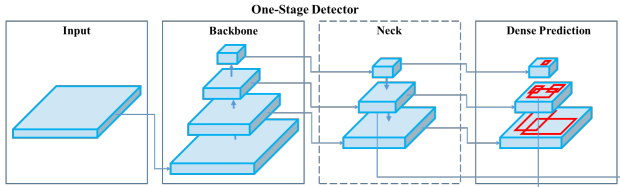 One-Stage Detector
Input
Backbone
Neck
Dense Prediction